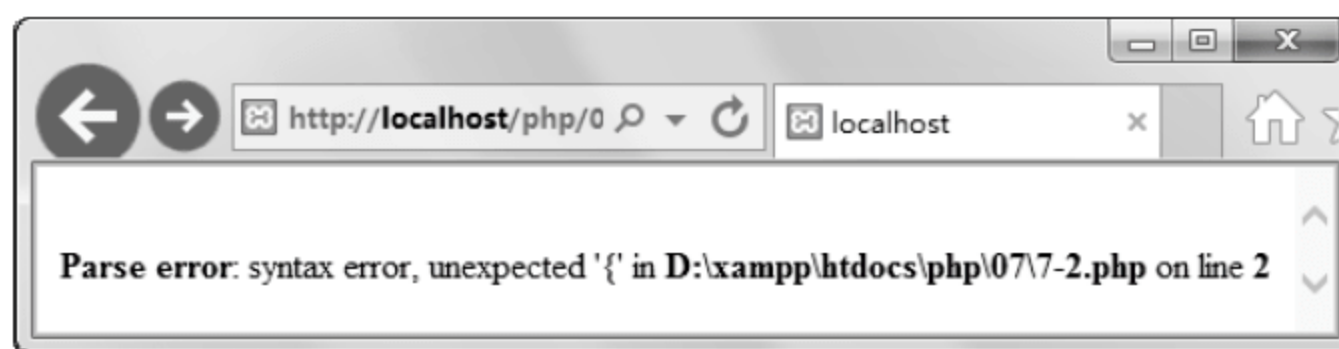 http://localhost/php/0
localhost
Parse error: syntax error, unexpected '{' in D:\xampp\htdocs\php\07\7-2.php on line 2